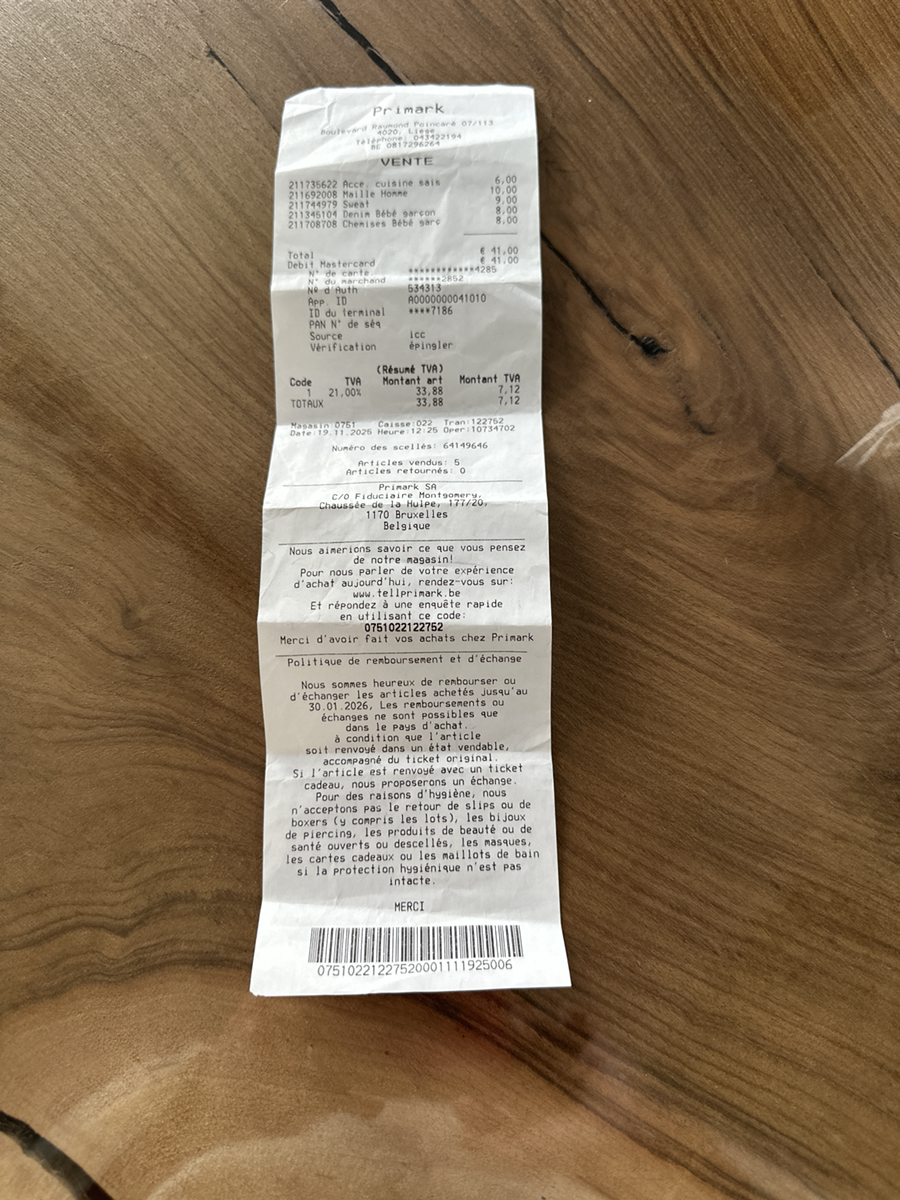 Primark
Boulevard Raymond Poincaré 07/113
4020, Liege
Téléphone: 043422194
BE 0817296264
VENTE
211735622 Acce. cuisine sais 6,00
211692008 Maille Homme 10,00
211744979 Sweat 9,00
211345104 Denim Bébé garçon 8,00
211708708 Chemises Bébé garç 8,00
Total € 41,00
Debit Mastercard € 41,00
N° de carte. ************4285
N° du marchand ******2852
Nº d'Auth 534313
App. ID A0000000041010
ID du terminal ****7186
PAN N° de séq
Source icc
Vérification épingler
(Résumé TVA)
Code TVA Montant art Montant TVA
1 21,00% 33,88 7,12
TOTAUX 33,88 7,12
Magasin:0751 Caisse:022 Tran:122752
Date:19.11.2025 Heure:12:25 Oper:10734702
Numéro des scellés: 64149646
Articles vendus: 5
Articles retournés: 0
Primark SA
C/O Fiduciaire Montgomery,
Chaussée de la Hulpe, 177/20,
1170 Bruxelles
Belgique
Nous aimerions savoir ce que vous pensez
de notre magasin!
Pour nous parler de votre expérience
d'achat aujourd'hui, rendez-vous sur:
www.tellprimark.be
Et répondez à une enquête rapide
en utilisant ce code:
0751022122752
Merci d'avoir fait vos achats chez Primark
Politique de remboursement et d'échange
Nous sommes heureux de rembourser ou
d'échanger les articles achetés jusqu'au
30.01.2026, Les remboursements ou
échanges ne sont possibles que
dans le pays d'achat.
à condition que l'article
soit renvoyé dans un état vendable,
accompagné du ticket original.
Si l'article est renvoyé avec un ticket
cadeau, nous proposerons un échange.
Pour des raisons d'hygiène, nous
n'acceptons pas le retour de slips ou de
boxers (y compris les lots), les bijoux
de piercing, les produits de beauté ou de
santé ouverts ou descellés, les masques,
les cartes cadeaux ou les maillots de bain
si la protection hygiénique n'est pas
intacte.
MERCI
07510221227520001111925006